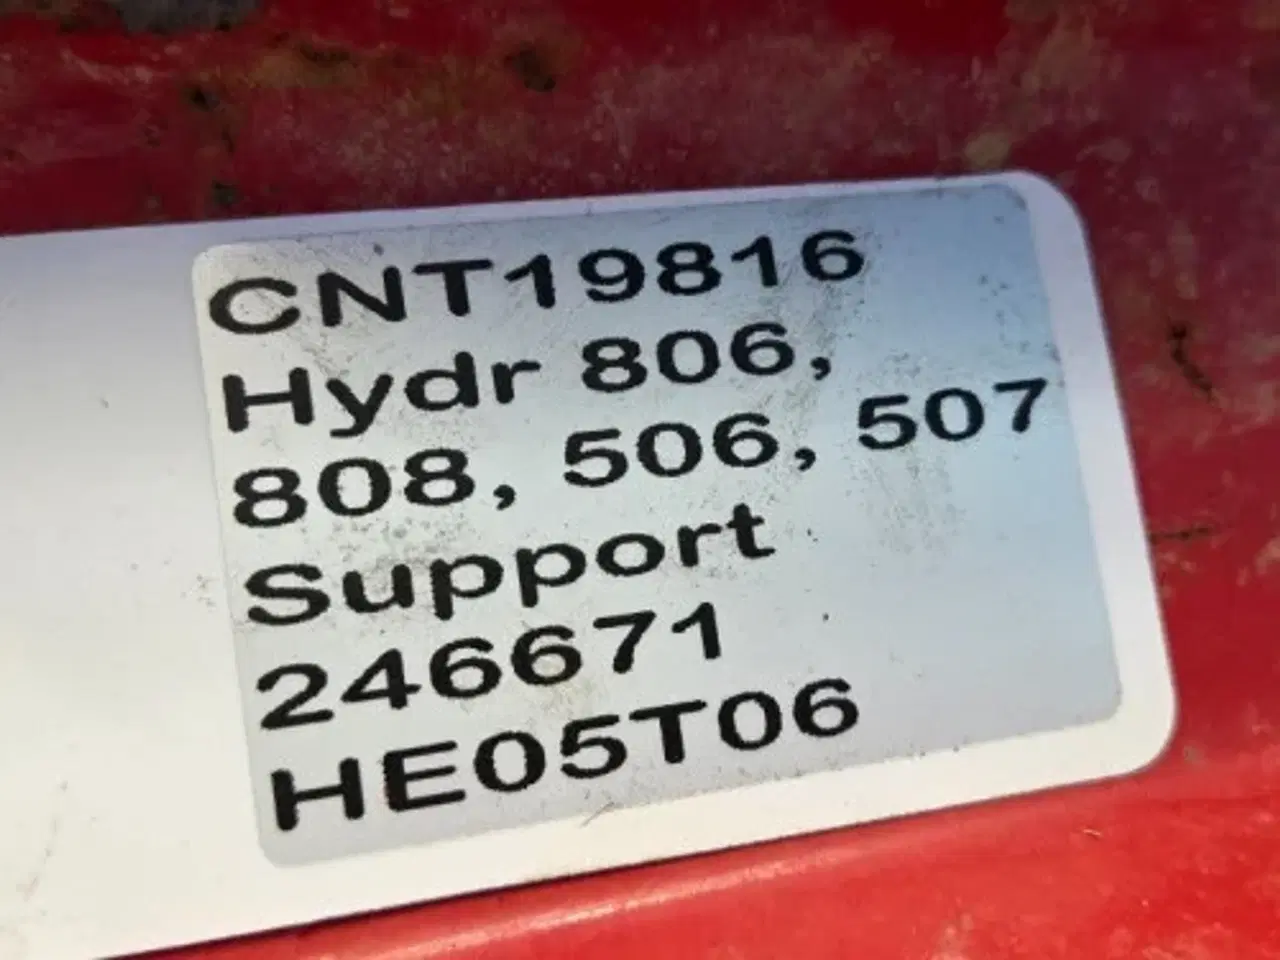 CNT19816
Hydr 806,
808, 506, 507
Support
246671
HE05T06